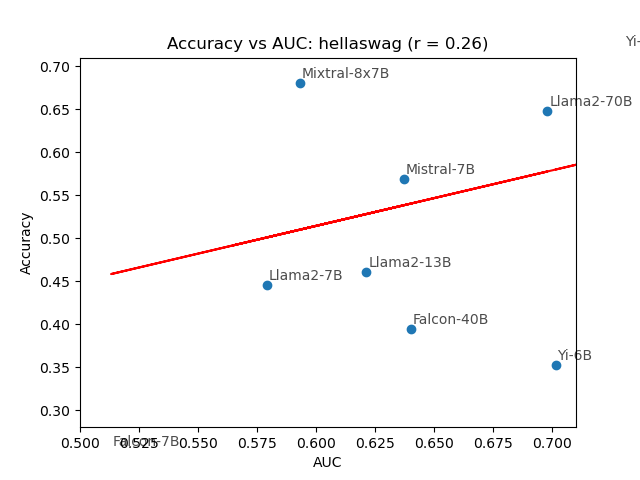 Accuracy vs AUC: hellaswag (r = 0.26)
Yi-
0.70
Mixtral-8x7B
Llama2-70B
0.65
0.60
Mistral-7B
0.55
Accuracy
0.50
Llama2-13B
Llama2-7B
0.45
0.40
Falcon-40B
0.35
Yi-6B
0.30
Falcon-7B
0.500 0.525 0.550 0.575 0.600 0.625 0.650 0.675 0.700
AUC